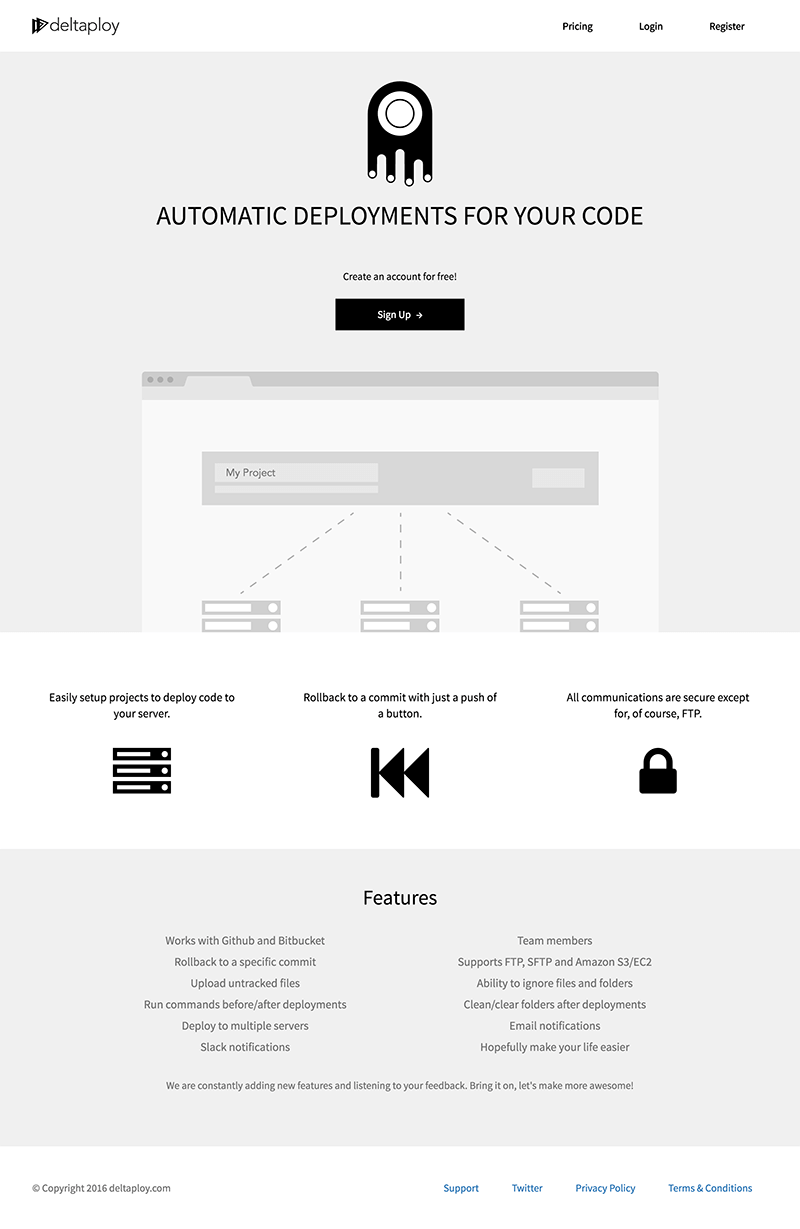 deltaploy
Pricing
Login
Register
AUTOMATIC DEPLOYMENTS FOR YOUR CODE
Create an account for free!
Sign Up →
My Project
Easily setup projects to deploy code to
your server.
Rollback to a commit with just a push of
a button.
All communications are secure except
for, of course, FTP.
Features
Works with Github and Bitbucket
Rollback to a specific commit
Upload untracked files
Run commands before/after deployments
Deploy to multiple servers
Slack notifications
Team members
Supports FTP, SFTP and Amazon S3/EC2
Ability to ignore files and folders
Clean/clear folders after deployments
Email notifications
Hopefully make your life easier
We are constantly adding new features and listening to your feedback. Bring it on, let's make more awesome!
© Copyright 2016 deltaploy.com
Support
Twitter
Privacy Policy
Terms & Conditions